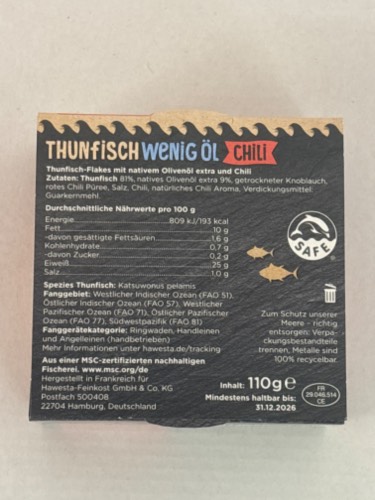 THUNFISCH WENIG ÖL CHILI
Thunfisch-Flakes mit nativem Olivenöl extra und Chili
Zutaten: Thunfisch 81%, natives Olivenöl extra 9%, getrockneter Knoblauch,
rotes Chili Püree, Salz, Chili, natürliches Chili Aroma, Verdickungsmittel:
Guarkernmehl.
Durchschnittliche Nährwerte pro 100 g
Energie 809 kJ/193 kcal
Fett 10 g
-davon gesättigte Fettsäuren 1,6 g
Kohlenhydrate 0,7 g
-davon Zucker 0,2 g
Eiweiß 25 g
Salz 1,0 g
SAFE
Spezies Thunfisch: Katsuwonus pelamis
Fanggebiet: Westlicher Indischer Ozean (FAO 51),
Östlicher Indischer Ozean (FAO 57), Westlicher
Pazifischer Ozean (FAO 71), Östlicher Pazifischer
Ozean (FAO 77), Südwestpazifik (FAO 81)
Fanggerätekategorie: Ringwaden, Handleinen
und Angelleinen (handbetrieben)
Mehr Informationen unter hawesta.de/tracking
Aus einer MSC-zertifizierten nachhaltigen
Fischerei. www.msc.org/de
Hergestellt in Frankreich für
Hawesta-Feinkost GmbH & Co. KG
Postfach 500408
22704 Hamburg, Deutschland
Zum Schutz unserer
Meere - richtig
entsorgen: Verpa-
ckungsbestandteile
trennen, Metalle sind
100% recycelbar.
Inhalt: 110g e
Mindestens haltbar bis:
31.12.2026
FR
29.046.514
CE